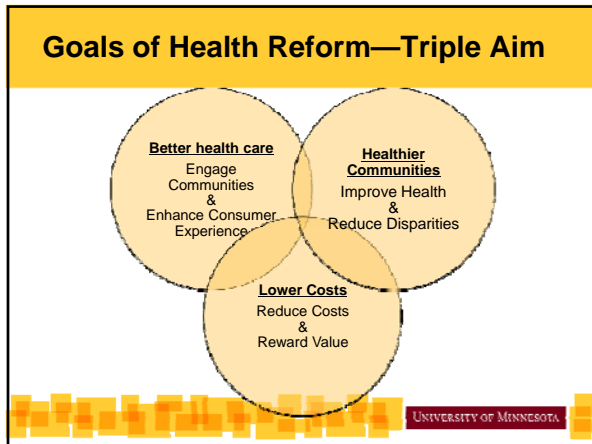 Goals of Health Reform—Triple Aim
Better health care
Engage
Communities
&
Enhance Consumer
Experience
Healthier
Communities
Improve Health
&
Reduce Disparities
Lower Costs
Reduce Costs
&
Reward Value
UNIVERSITY OF MINNESOTA